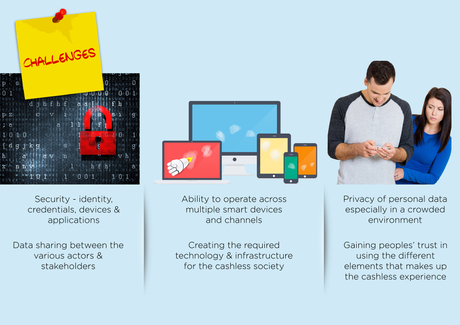 CHALLENGES
Security - identity,
credentials, devices &
applications
Data sharing between the
various actors &
stakeholders
Ability to operate across
multiple smart devices
and channels
Creating the required
technology & infrastructure
for the cashless society
Privacy of personal data
especially in a crowded
environment
Gaining peoples' trust in
using the different
elements that makes up
the cashless experience